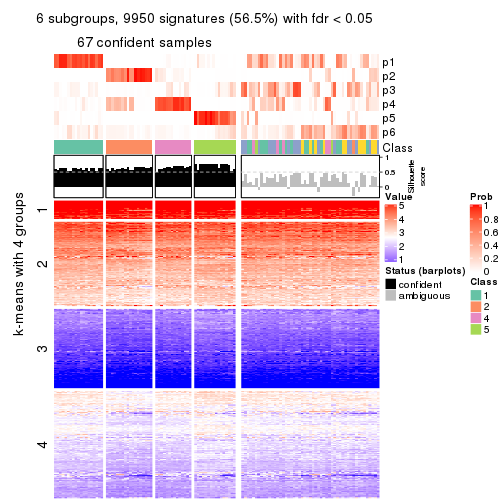 6 subgroups, 9950 signatures (56.5%) with fdr < 0.05
67 confident samples
p1
p2
p3
p4
p5
p6
Class
1
0.5
0
Silhouette
score
k-means with 4 groups
1
2
3
4
Value
5
4
3
2
1
Status (barplots)
confident
ambiguous
Prob
1
0.8
0.6
0.4
0.2
0
Class
1
2
4
5